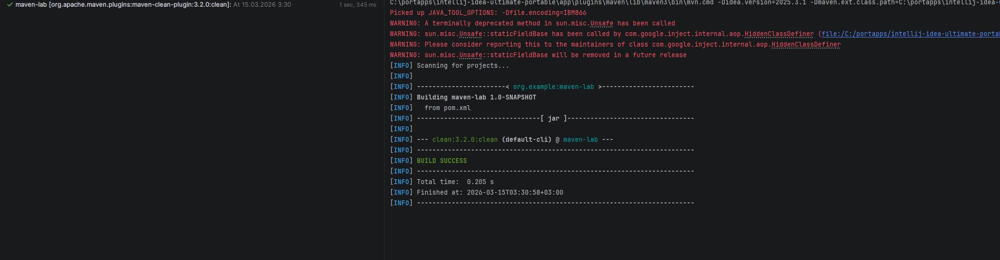 maven-lab [org.apache.maven.plugins:maven-clean-plugin:3.2.0:clean]: At 15.03.2026 3:30 1 sec, 345 ms
C:\portapps\intellij-idea-ultimate-portable\app\plugins\maven\lib\maven3\bin\mvn.cmd -Didea.version=2025.3.1 -Dmaven.ext.class.path=C:\portapps\intellij-idea-
Picked up JAVA_TOOL_OPTIONS: -Dfile.encoding=IBM866
WARNING: A terminally deprecated method in sun.misc.Unsafe has been called
WARNING: sun.misc.Unsafe::staticFieldBase has been called by com.google.inject.internal.aop.HiddenClassDefiner (file:/C:/portapps/intellij-idea-ultimate-porta
WARNING: Please consider reporting this to the maintainers of class com.google.inject.internal.aop.HiddenClassDefiner
WARNING: sun.misc.Unsafe::staticFieldBase will be removed in a future release
[INFO] Scanning for projects...
[INFO]
[INFO] -----------------------< org.example:maven-lab >------------------------
[INFO] Building maven-lab 1.0-SNAPSHOT
[INFO]   from pom.xml
[INFO] --------------------------------[ jar ]---------------------------------
[INFO]
[INFO] --- clean:3.2.0:clean (default-cli) @ maven-lab ---
[INFO] ------------------------------------------------------------------------
[INFO] BUILD SUCCESS
[INFO] ------------------------------------------------------------------------
[INFO] Total time:  0.205 s
[INFO] Finished at: 2026-03-15T03:30:58+03:00
[INFO] ------------------------------------------------------------------------